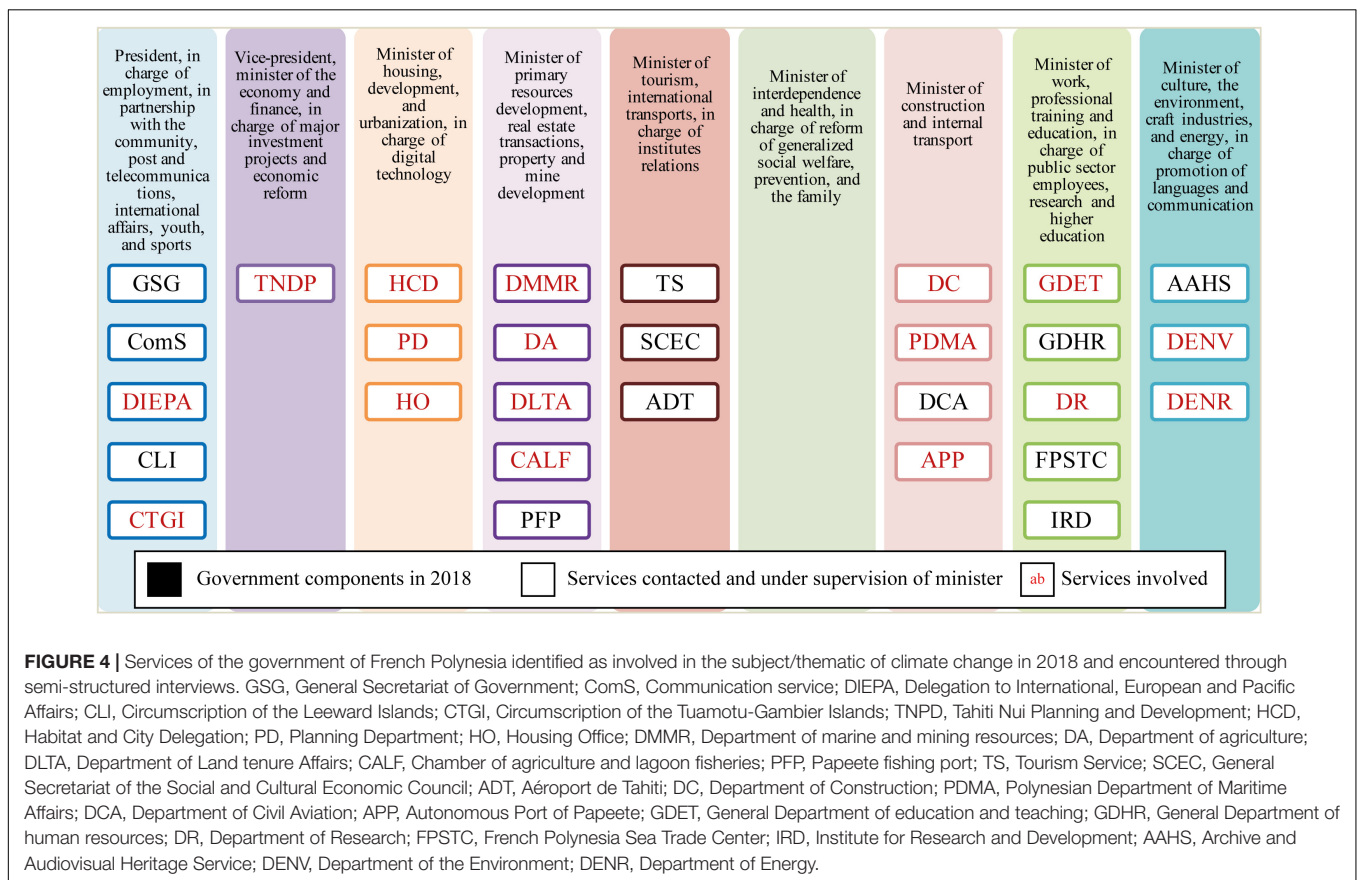 President, in
charge of
employment, in
partnership
with the
community,
post and
telecommunica
tions,
international
affairs, youth,
and sports
Vice-president,
minister of the
economy and
finance, in
charge of major
investment
projects and
economic
reform
Minister of
housing,
development,
and
urbanization, in
charge of
digital
technology
Minister of
primary
resources
development,
real estate
transactions,
property and
mine
development
Minister of
tourism,
international
transports, in
charge of
institutes
relations
Minister of
interdependence
and health, in
charge of reform
of generalized
social welfare,
prevention, and
the family
Minister of
construction
and internal
transport
Minister of
work,
professional
training and
education, in
charge of
public sector
employees,
research and
higher
education
Minister of
culture, the
environment,
craft industries,
and energy, in
charge of
promotion of
languages and
communication
GSG TNDP HCD DMMR TS DC GDET AAHS
ComS PD DA SCEC PDMA GDHR DENV
DIEPA HO DLTA ADT DCA DR DENR
CLI CALF APP FPSTC
CTGI PFP IRD
Government components in 2018 Services contacted and under supervision of minister ab Services involved
FIGURE 4 | Services of the government of French Polynesia identified as involved in the subject/thematic of climate change in 2018 and encountered through
semi-structured interviews. GSG, General Secretariat of Government; ComS, Communication service; DIEPA, Delegation to International, European and Pacific
Affairs; CLI, Circumscription of the Leeward Islands; CTGI, Circumscription of the Tuamotu-Gambier Islands; TNPD, Tahiti Nui Planning and Development; HCD,
Habitat and City Delegation; PD, Planning Department; HO, Housing Office; DMMR, Department of marine and mining resources; DA, Department of agriculture;
DLTA, Department of Land tenure Affairs; CALF, Chamber of agriculture and lagoon fisheries; PFP, Papeete fishing port; TS, Tourism Service; SCEC, General
Secretariat of the Social and Cultural Economic Council; ADT, Aéroport de Tahiti; DC, Department of Construction; PDMA, Polynesian Department of Maritime
Affairs; DCA, Department of Civil Aviation; APP, Autonomous Port of Papeete; GDET, General Department of education and teaching; GDHR, General Department of
human resources; DR, Department of Research; FPSTC, French Polynesia Sea Trade Center; IRD, Institute for Research and Development; AAHS, Archive and
Audiovisual Heritage Service; DENV, Department of the Environment; DENR, Department of Energy.